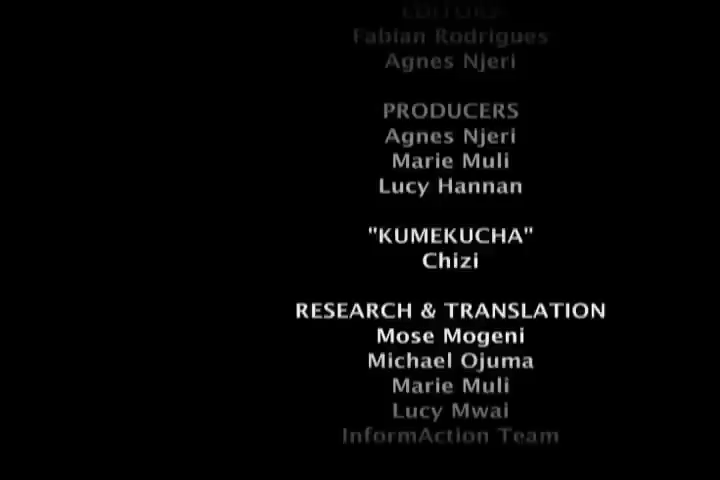 EDITORS
Fabian Rodrigues
Agnes Njeri
PRODUCERS
Agnes Njeri
Marie Muli
Lucy Hannan
"KUMEKUCHA"
Chizi
RESEARCH & TRANSLATION
Mose Mogeni
Michael Ojuma
Marie Muli
Lucy Mwai
InformAction Team